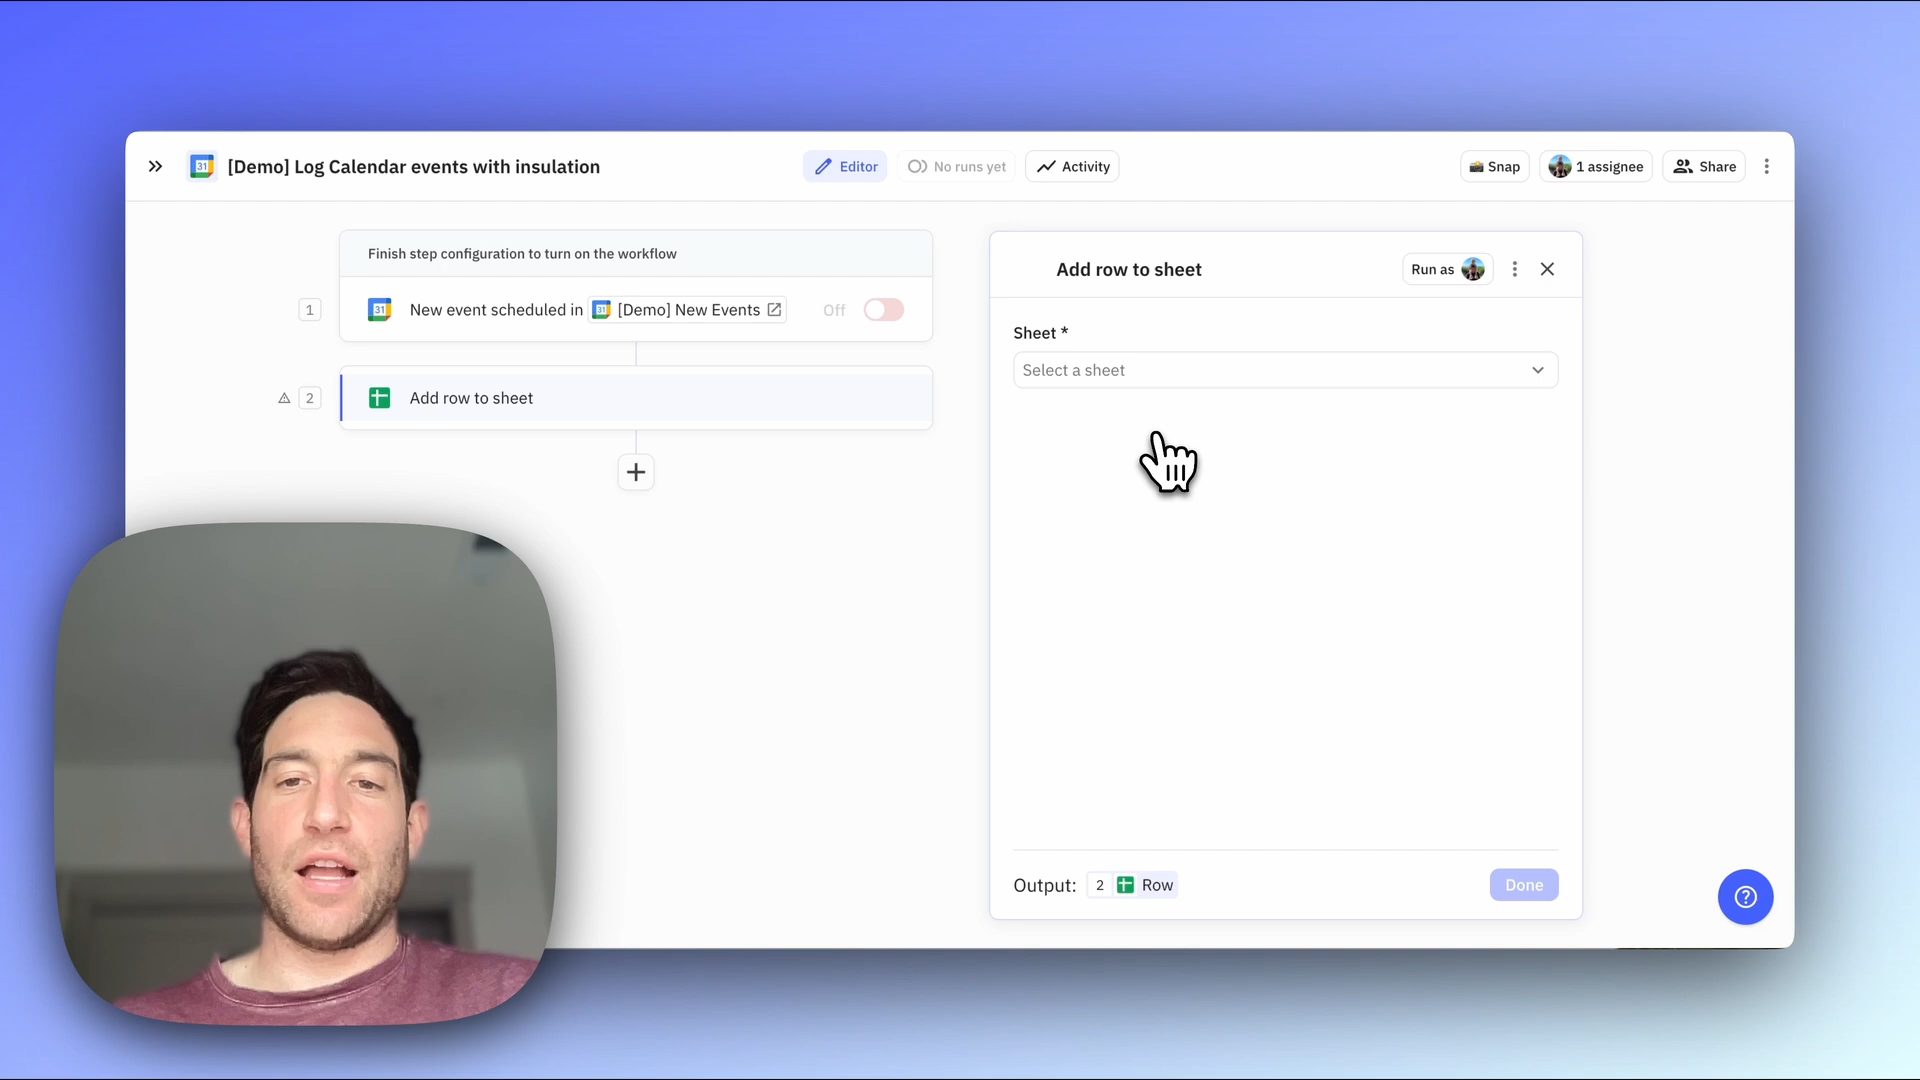 [Demo] Log Calendar events with insulation
Editor
No runs yet
Activity
📸 Snap
1 assignee
Share
Finish step configuration to turn on the workflow
1
31
New event scheduled in
31
[Demo] New Events
Off
2
Add row to sheet
Add row to sheet
Run as
Sheet *
Select a sheet
Output:
2
Row
Done